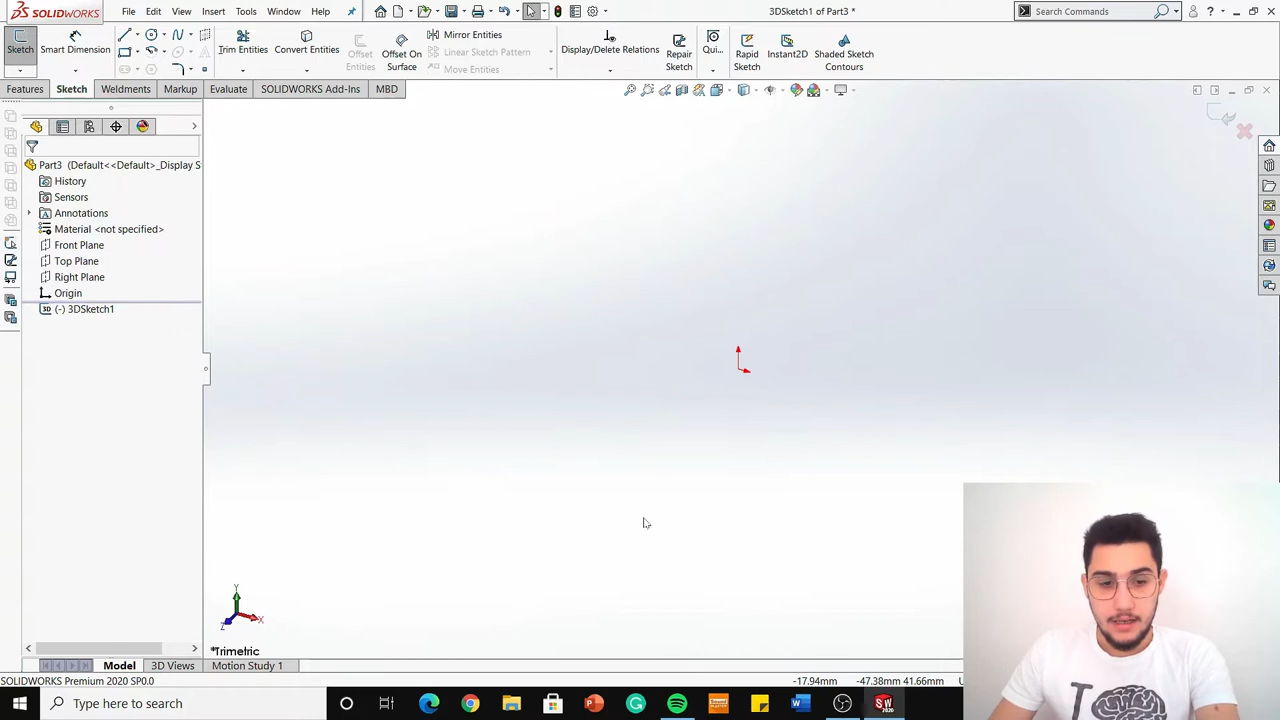 SOLIDWORKS File Edit View Insert Tools Window Help 3DSketch1 of Part3 * Search Commands ?
Sketch Smart Dimension Trim Entities Convert Entities Offset Entities Offset On Surface Mirror Entities Linear Sketch Pattern Move Entities Display/Delete Relations Repair Sketch Qui... Rapid Sketch Instant2D Shaded Sketch Contours
Features Sketch Weldments Markup Evaluate SOLIDWORKS Add-Ins MBD
Part3 (Default<<Default>_Display S
History
Sensors
Annotations
Material <not specified>
Front Plane
Top Plane
Right Plane
Origin
3D (-) 3DSketch1
Y
X
Z
*Trimetric
Model 3D Views Motion Study 1
SOLIDWORKS Premium 2020 SP0.0 -17.94mm -47.38mm 41.66mm
Type here to search
I